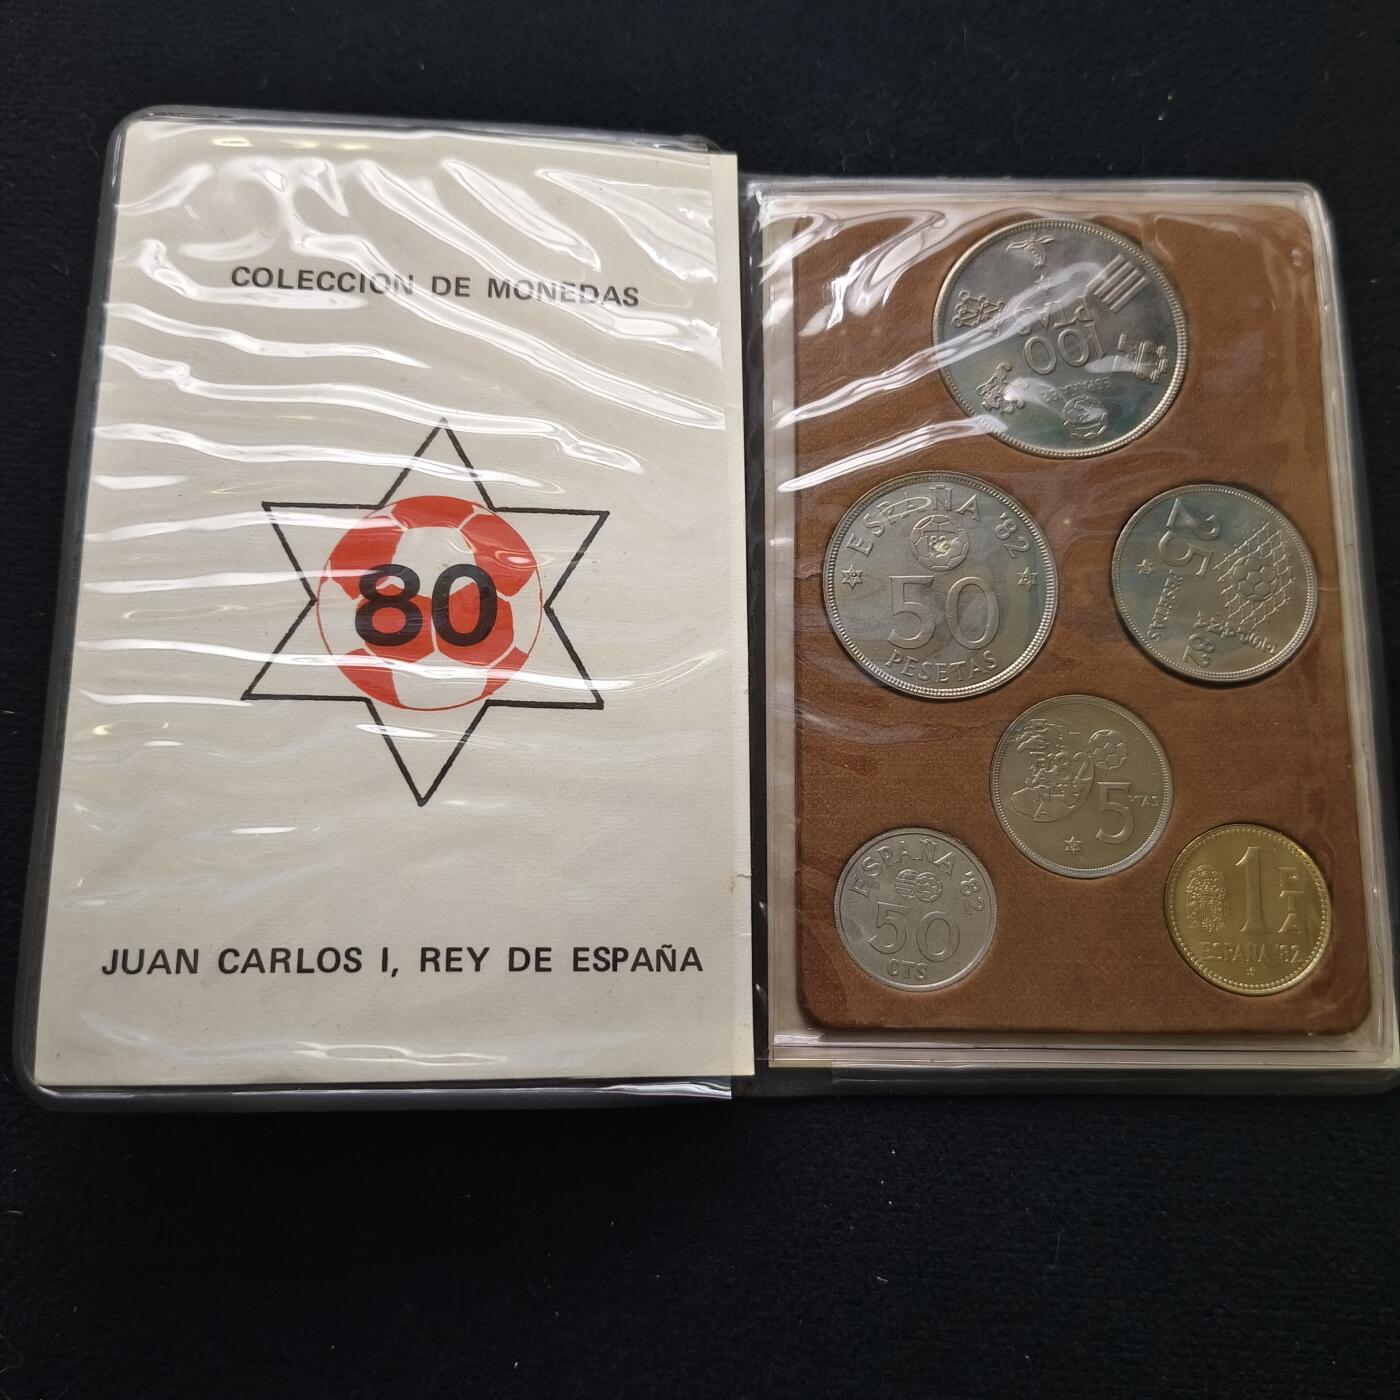 COLECCION DE MONEDAS
80
JUAN CARLOS I, REY DE ESPAÑA
100
ESPAÑA '82
50
PESETAS
25
PESETAS
'82
82
5
PTAS
ESPAÑA '82
50
CTS
1
PTA
ESPAÑA '82